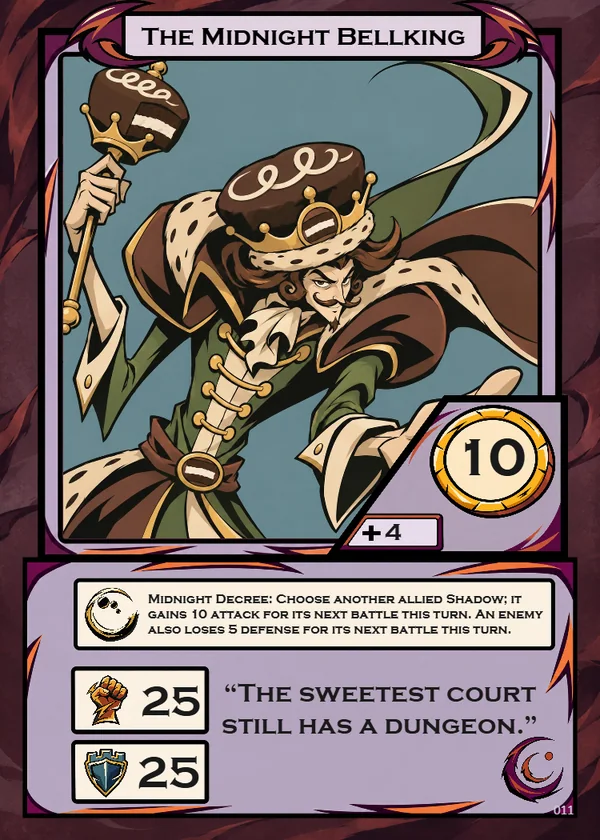 The Midnight Bellking
10
+4
Midnight Decree: Choose another allied Shadow; it
gains 10 attack for its next battle this turn. An enemy
also loses 5 defense for its next battle this turn.
25
“The sweetest court
still has a dungeon.”
25
011